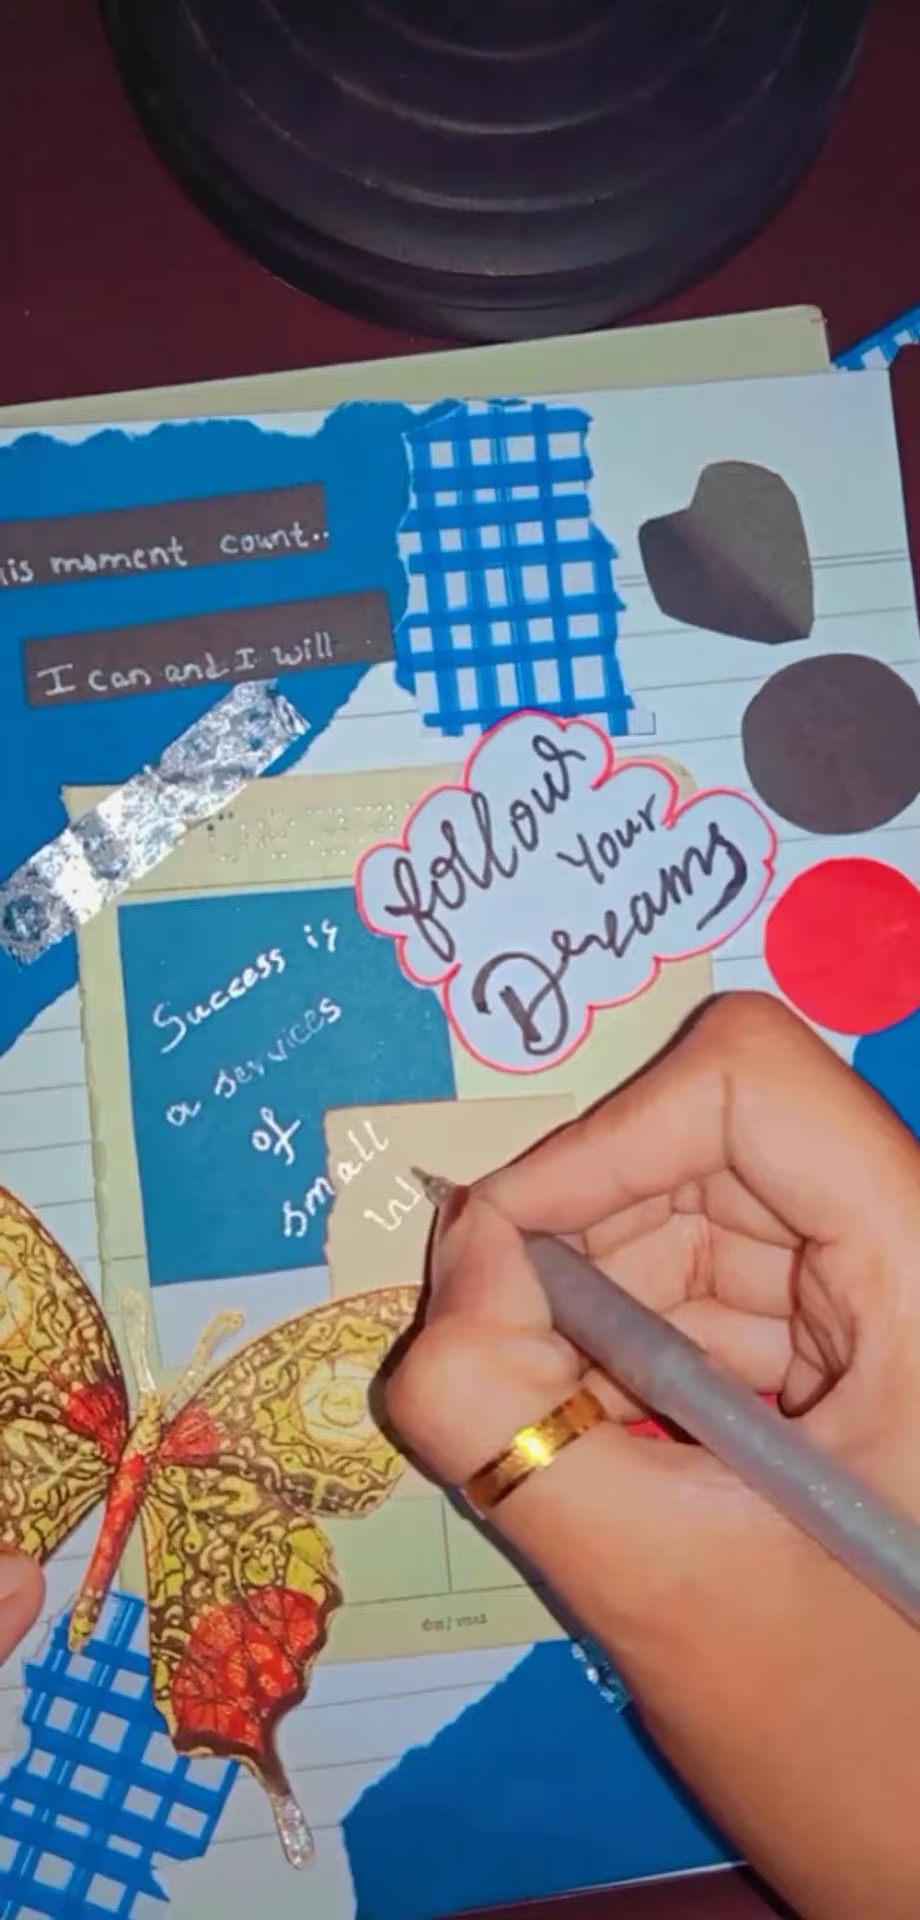 is moment count..
I can and I will
follow
Your
Dreams
Success is
a services
of
small